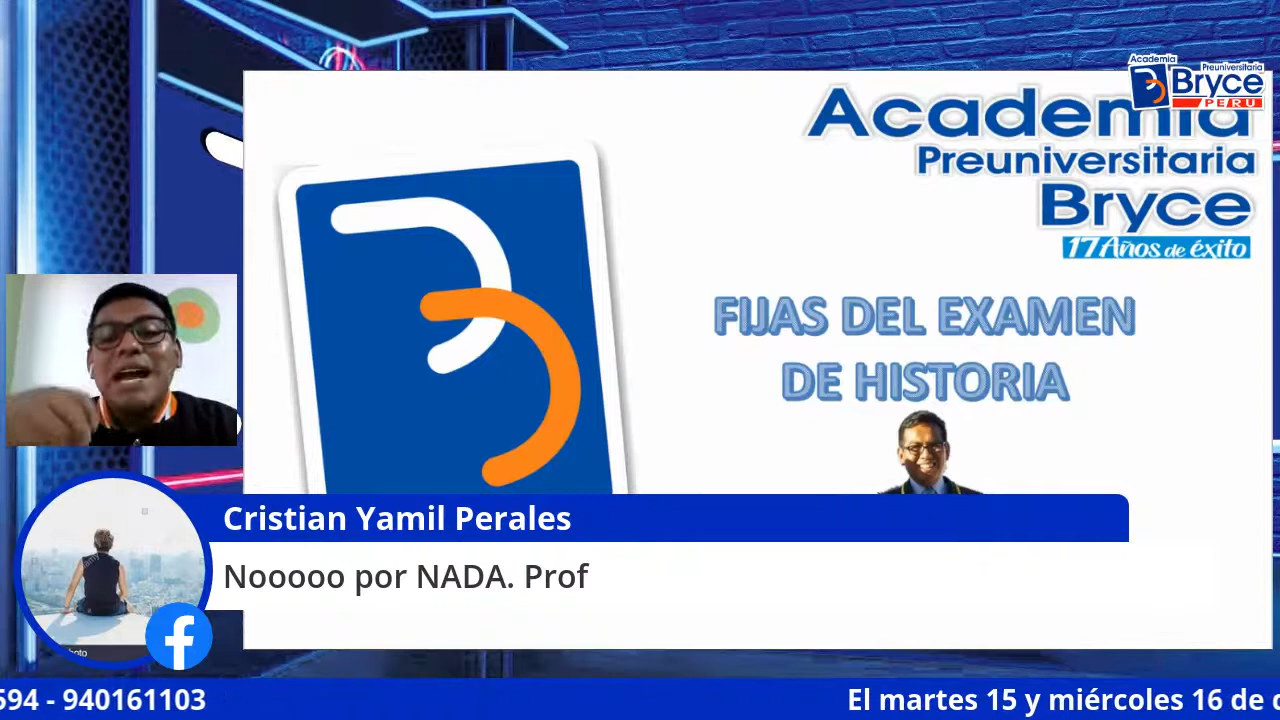 Academia
Preuniversitaria
Bryce
PERU
Academia
Preuniversitaria
Bryce
17 Años de éxito
FIJAS DEL EXAMEN
DE HISTORIA
Cristian Yamil Perales
Nooooo por NADA. Prof
594 - 940161103
El martes 15 y miércoles 16 de